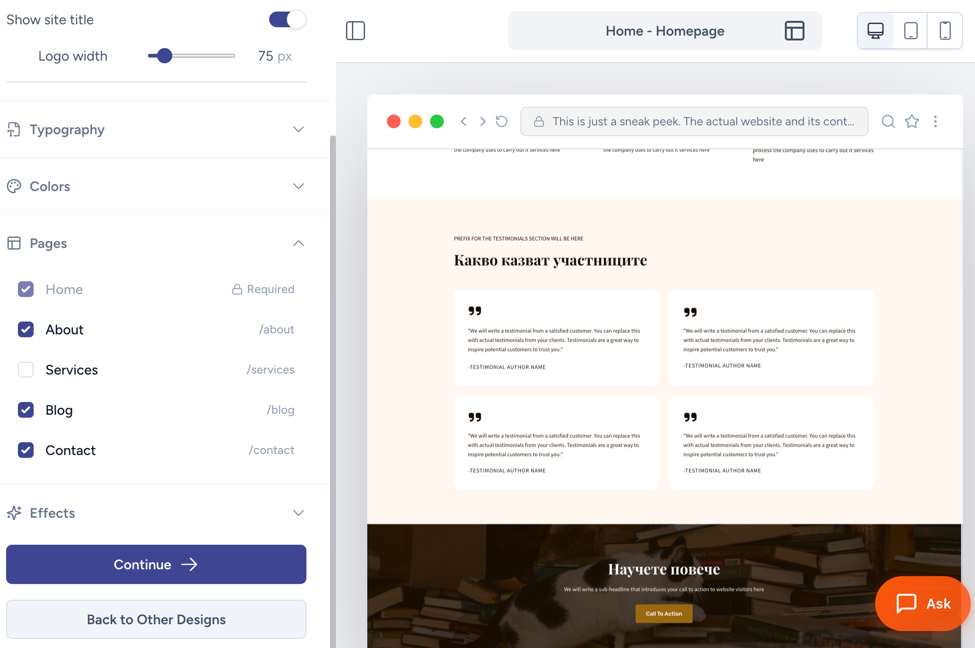 Show site title
Logo width
75 px
Typography
Colors
Pages
Home
Required
About
/about
Services
/services
Blog
/blog
Contact
/contact
Effects
Continue
Back to Other Designs
Home - Homepage
This is just a sneak peek. The actual website and its cont...
the company uses to carry out it services here
the company uses to carry out it services here
process the company uses to carry out it services
here
PREFIX FOR THE TESTIMONIALS SECTION WILL BE HERE
Какво казват участниците
"We will write a testimonial from a satisfied customer. You can replace this
with actual testimonials from your clients. Testimonials are a great way to
inspire potential customers to trust you."
-TESTIMONIAL AUTHOR NAME
"We will write a testimonial from a satisfied customer. You can replace this
with actual testimonials from your clients. Testimonials are a great way to
inspire potential customers to trust you."
-TESTIMONIAL AUTHOR NAME
"We will write a testimonial from a satisfied customer. You can replace this
with actual testimonials from your clients. Testimonials are a great way to
inspire potential customers to trust you."
-TESTIMONIAL AUTHOR NAME
"We will write a testimonial from a satisfied customer. You can replace this
with actual testimonials from your clients. Testimonials are a great way to
inspire potential customers to trust you."
-TESTIMONIAL AUTHOR NAME
Научете повече
We will write a sub-headline that introduces your call to action to website visitors here
Call To Action
Ask